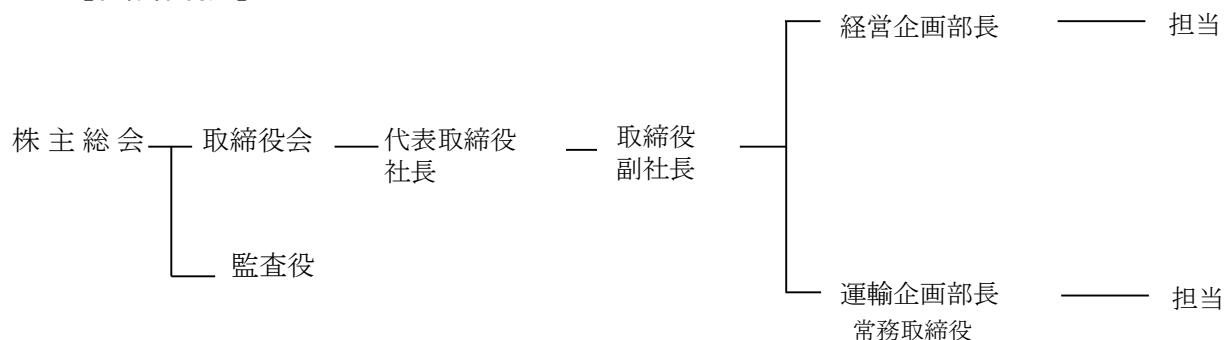 経営企画部長 担当
株主総会 取締役会 代表取締役
社長 取締役
副社長
監査役
運輸企画部長 担当
常務取締役